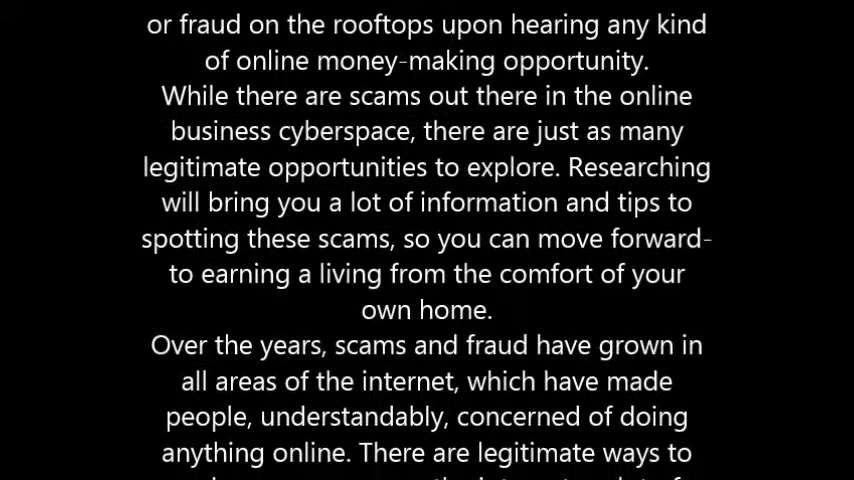 or fraud on the rooftops upon hearing any kind
of online money-making opportunity.
While there are scams out there in the online
business cyberspace, there are just as many
legitimate opportunities to explore. Researching
will bring you a lot of information and tips to
spotting these scams, so you can move forward-
to earning a living from the comfort of your
own home.
Over the years, scams and fraud have grown in
all areas of the internet, which have made
people, understandably, concerned of doing
anything online. There are legitimate ways to